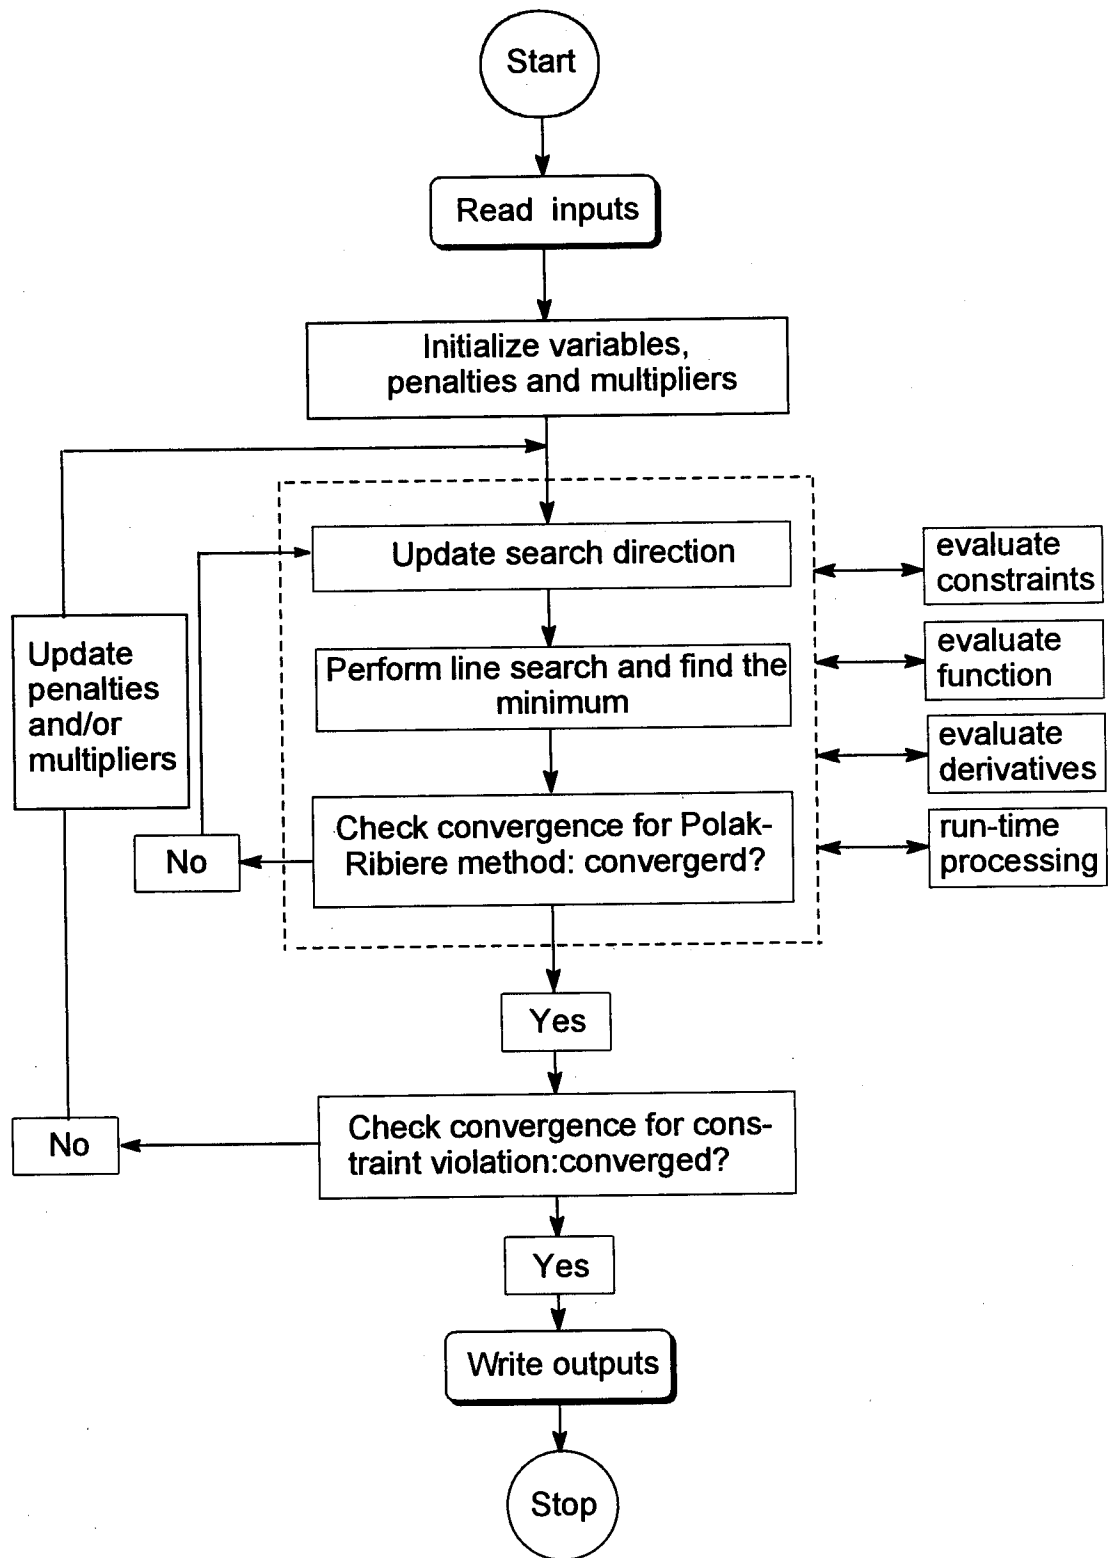 Start
Read inputs
Initialize variables,
penalties and multipliers
Update search direction
evaluate
constraints
Update
penalties
and/or
multipliers
Perform line search and find the
minimum
evaluate
function
evaluate
derivatives
Check convergence for Polak-
Ribiere method: convergerd?
No
run-time
processing
Yes
Check convergence for cons-
traint violation:converged?
No
Yes
Write outputs
Stop